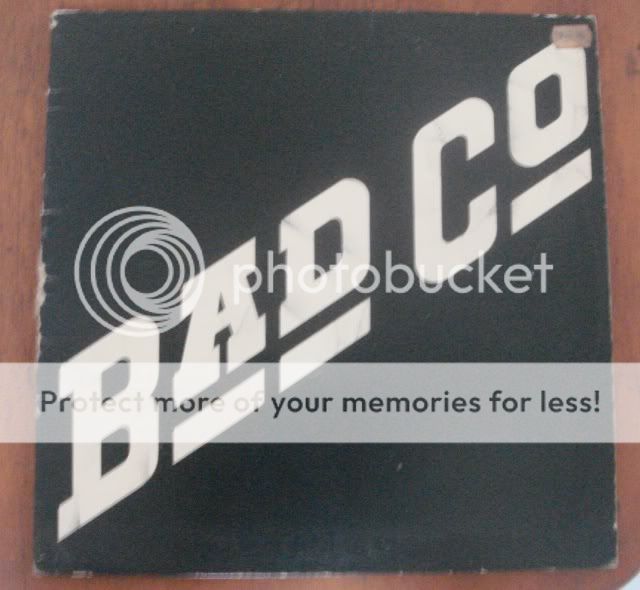 BAD CO
photobucket
Protect more of your memories for less!